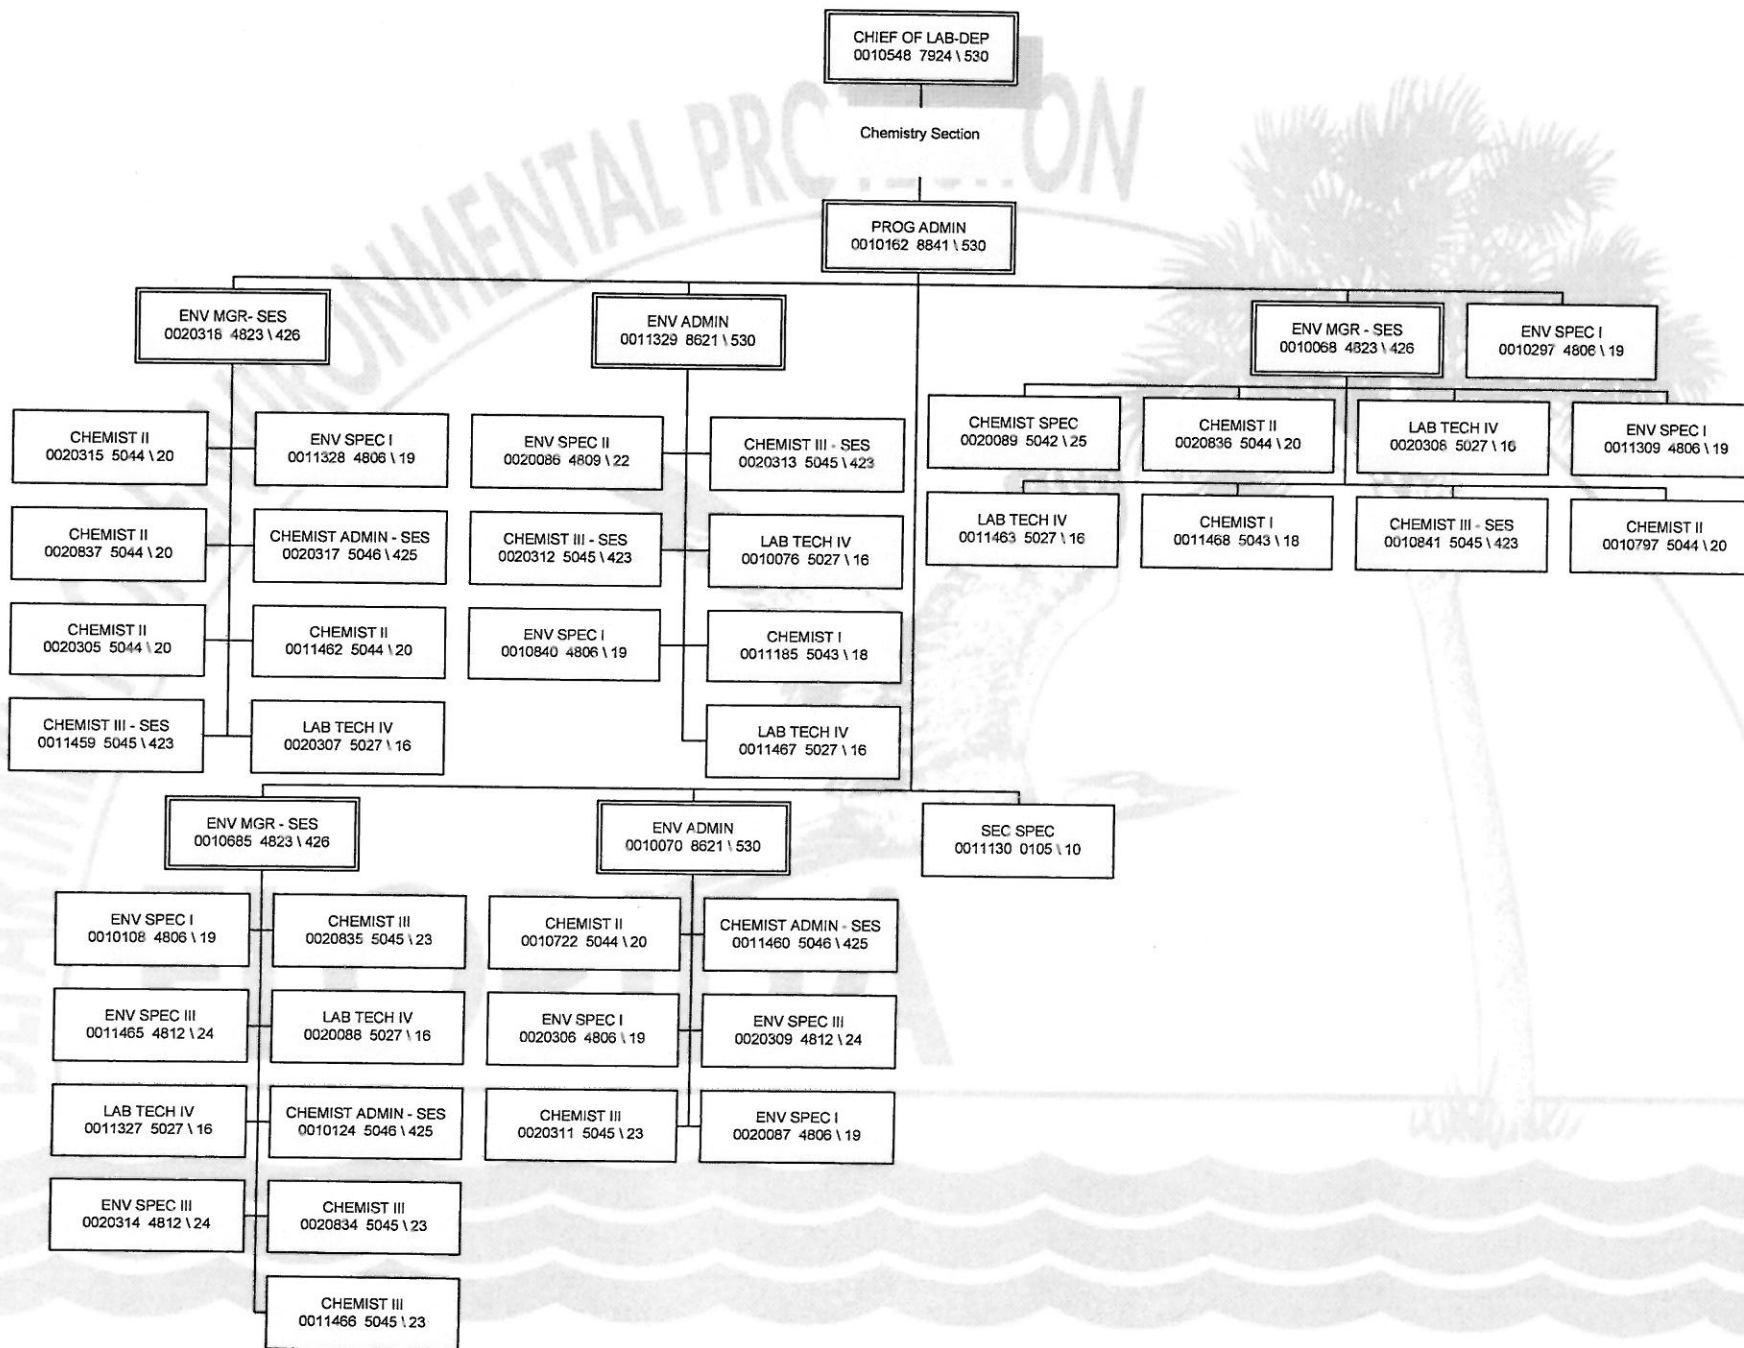 CHIEF OF LAB-DEP
0010548 7924 \ 530
Chemistry Section
PROG ADMIN
0010162 8841 \ 530
ENV MGR- SES
0020318 4823 \ 426
ENV ADMIN
0011329 8621 \ 530
ENV MGR - SES
0010068 4823 \ 426
ENV SPEC I
0010297 4806 \ 19
CHEMIST II
0020315 5044 \ 20
ENV SPEC I
0011328 4806 \ 19
CHEMIST II
0020837 5044 \ 20
CHEMIST ADMIN - SES
0020317 5046 \ 425
CHEMIST II
0020305 5044 \ 20
CHEMIST II
0011462 5044 \ 20
CHEMIST III - SES
0011459 5045 \ 423
LAB TECH IV
0020307 5027 \ 16
ENV SPEC II
0020086 4809 \ 22
CHEMIST III - SES
0020313 5045 \ 423
CHEMIST III - SES
0020312 5045 \ 423
LAB TECH IV
0010076 5027 \ 16
ENV SPEC I
0010840 4806 \ 19
CHEMIST I
0011185 5043 \ 18
LAB TECH IV
0011467 5027 \ 16
CHEMIST SPEC
0020089 5042 \ 25
CHEMIST II
0020836 5044 \ 20
LAB TECH IV
0020308 5027 \ 16
ENV SPEC I
0011309 4806 \ 19
LAB TECH IV
0011463 5027 \ 16
CHEMIST I
0011468 5043 \ 18
CHEMIST III - SES
0010841 5045 \ 423
CHEMIST II
0010797 5044 \ 20
ENV MGR - SES
0010685 4823 \ 426
ENV ADMIN
0010070 8621 \ 530
SEC SPEC
0011130 0105 \ 10
ENV SPEC I
0010108 4806 \ 19
CHEMIST III
0020835 5045 \ 23
ENV SPEC III
0011465 4812 \ 24
LAB TECH IV
0020088 5027 \ 16
LAB TECH IV
0011327 5027 \ 16
CHEMIST ADMIN - SES
0010124 5046 \ 425
ENV SPEC III
0020314 4812 \ 24
CHEMIST III
0020834 5045 \ 23
CHEMIST III
0011466 5045 \ 23
CHEMIST II
0010722 5044 \ 20
CHEMIST ADMIN - SES
0011460 5046 \ 425
ENV SPEC I
0020306 4806 \ 19
ENV SPEC III
0020309 4812 \ 24
CHEMIST III
0020311 5045 \ 23
ENV SPEC I
0020087 4806 \ 19
ENVIRONMENTAL